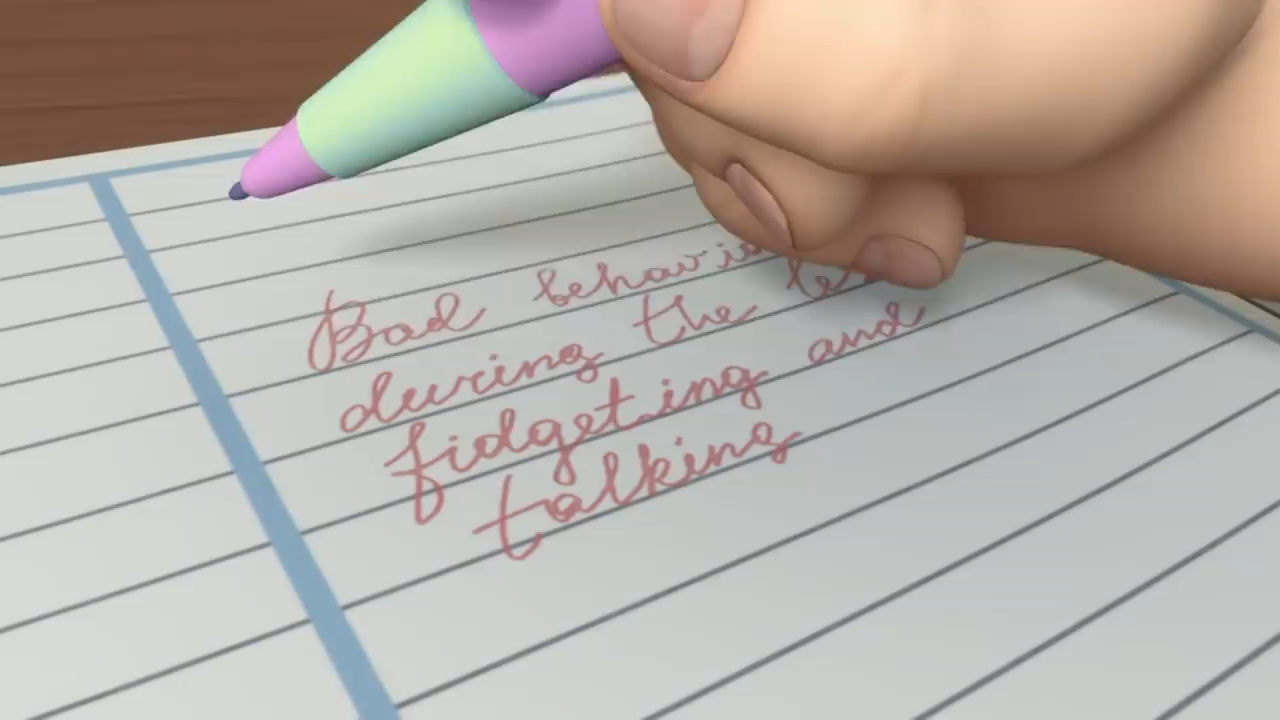 Bad
during the
fidgeting and
talking